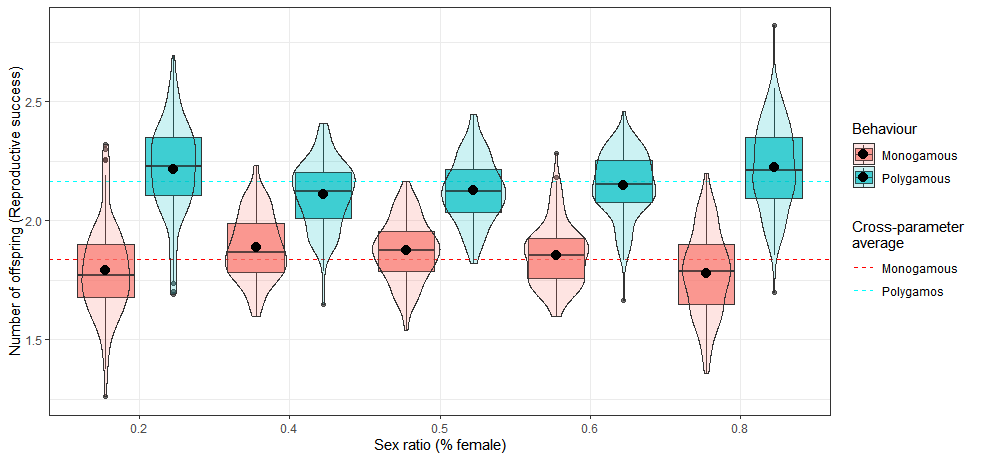 Number of offspring (Reproductive success)
2.5
2.0
1.5
0.2
0.4
0.5
0.6
0.8
Sex ratio (% female)
Behaviour
Monogamous
Polygamous
Cross-parameter
average
Monogamous
Polygamos